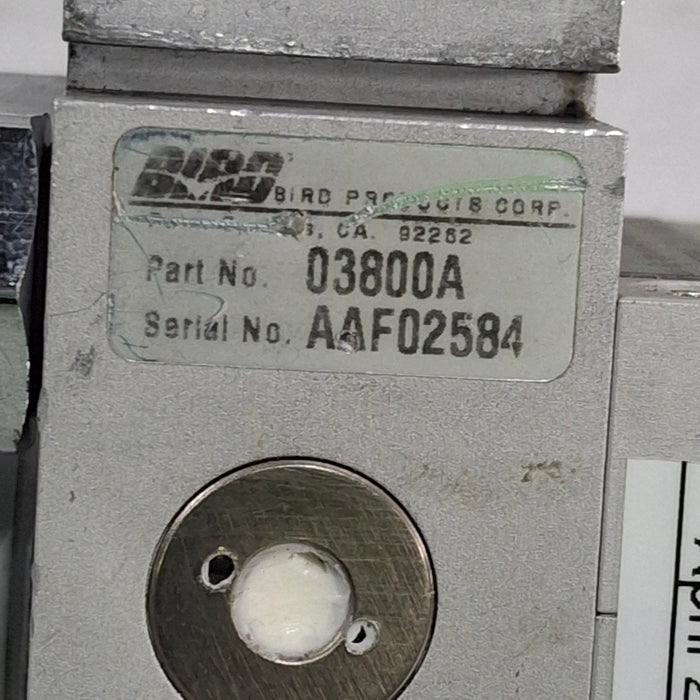 BIRD
BIRD PRODUCTS CORP.
CA. 92262
Part No. 03800A
Serial No. AAF02584